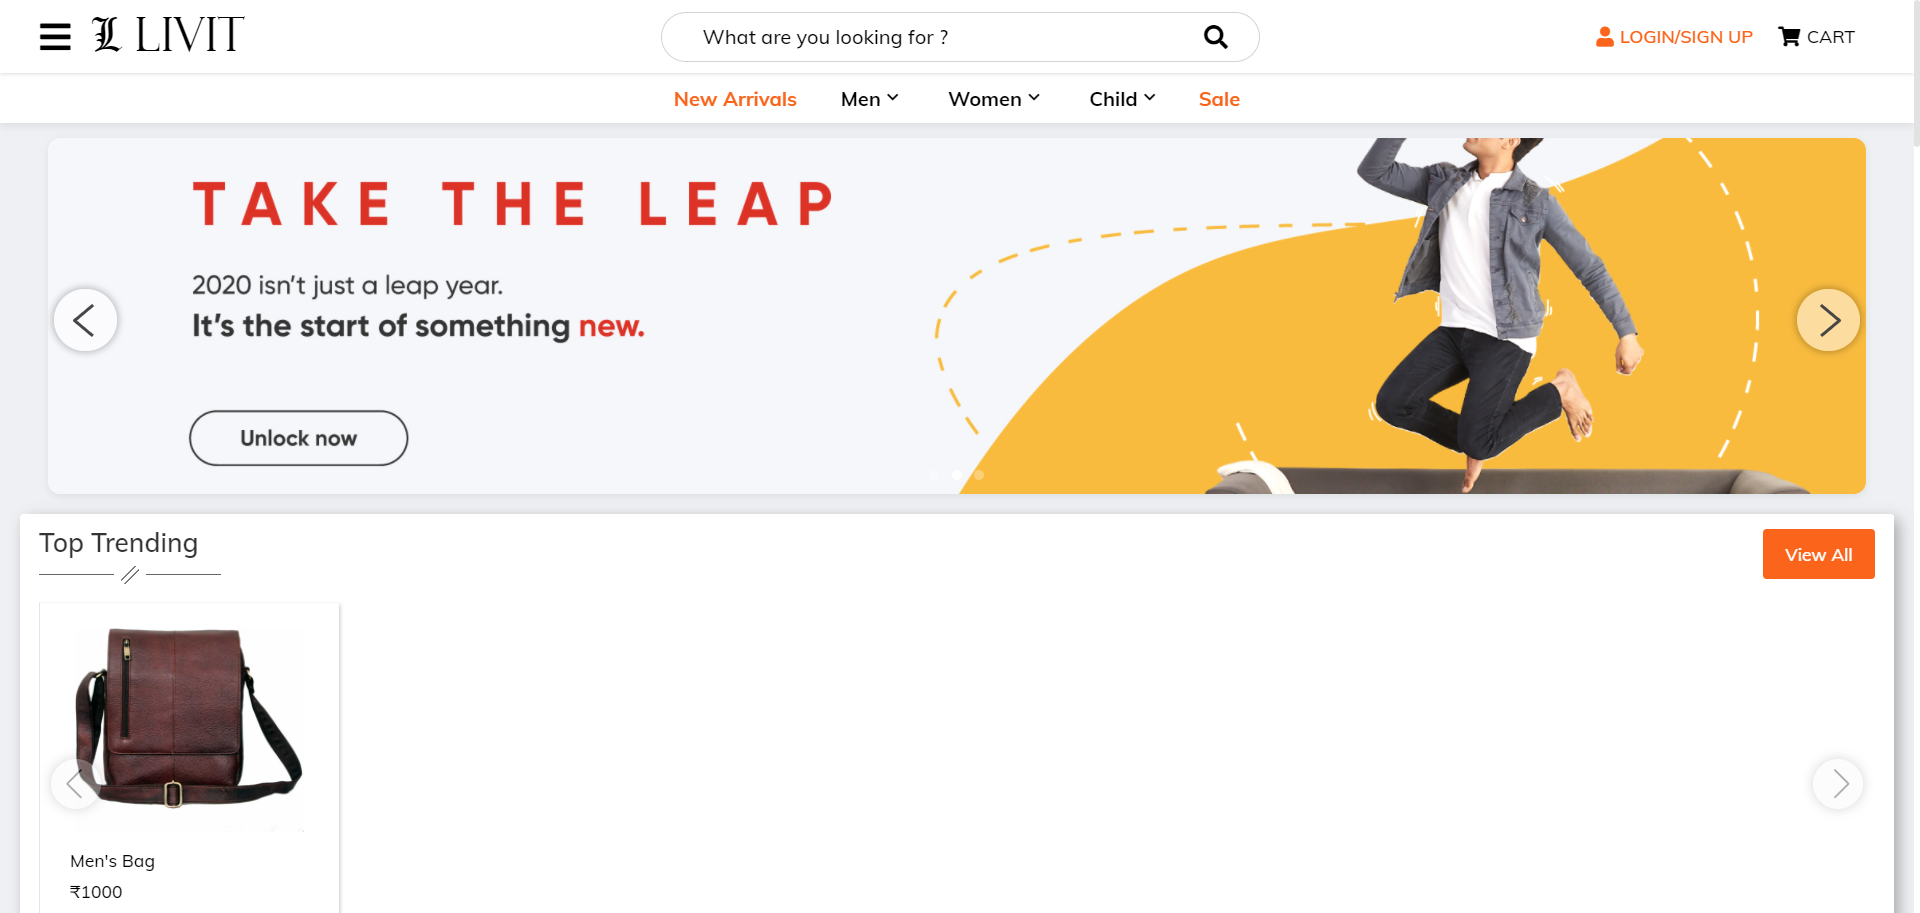 L LIVIT
What are you looking for ?
LOGIN/SIGN UP
CART
New Arrivals
Men
Women
Child
Sale
TAKE THE LEAP
2020 isn't just a leap year.
It's the start of something new.
Unlock now
Top Trending
View All
Men's Bag
₹1000